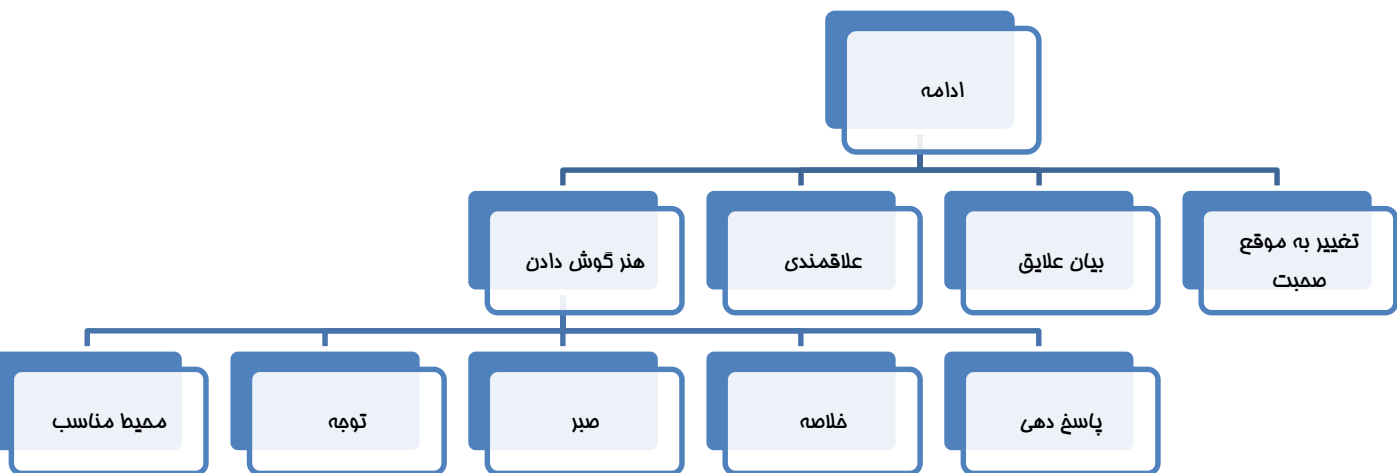 ادامه
تغییر به موقع
صحبت
بیان علایق
علاقمندی
هنر گوش دادن
پاسخ دهی
خلاصه
صبر
توجه
محیط مناسب